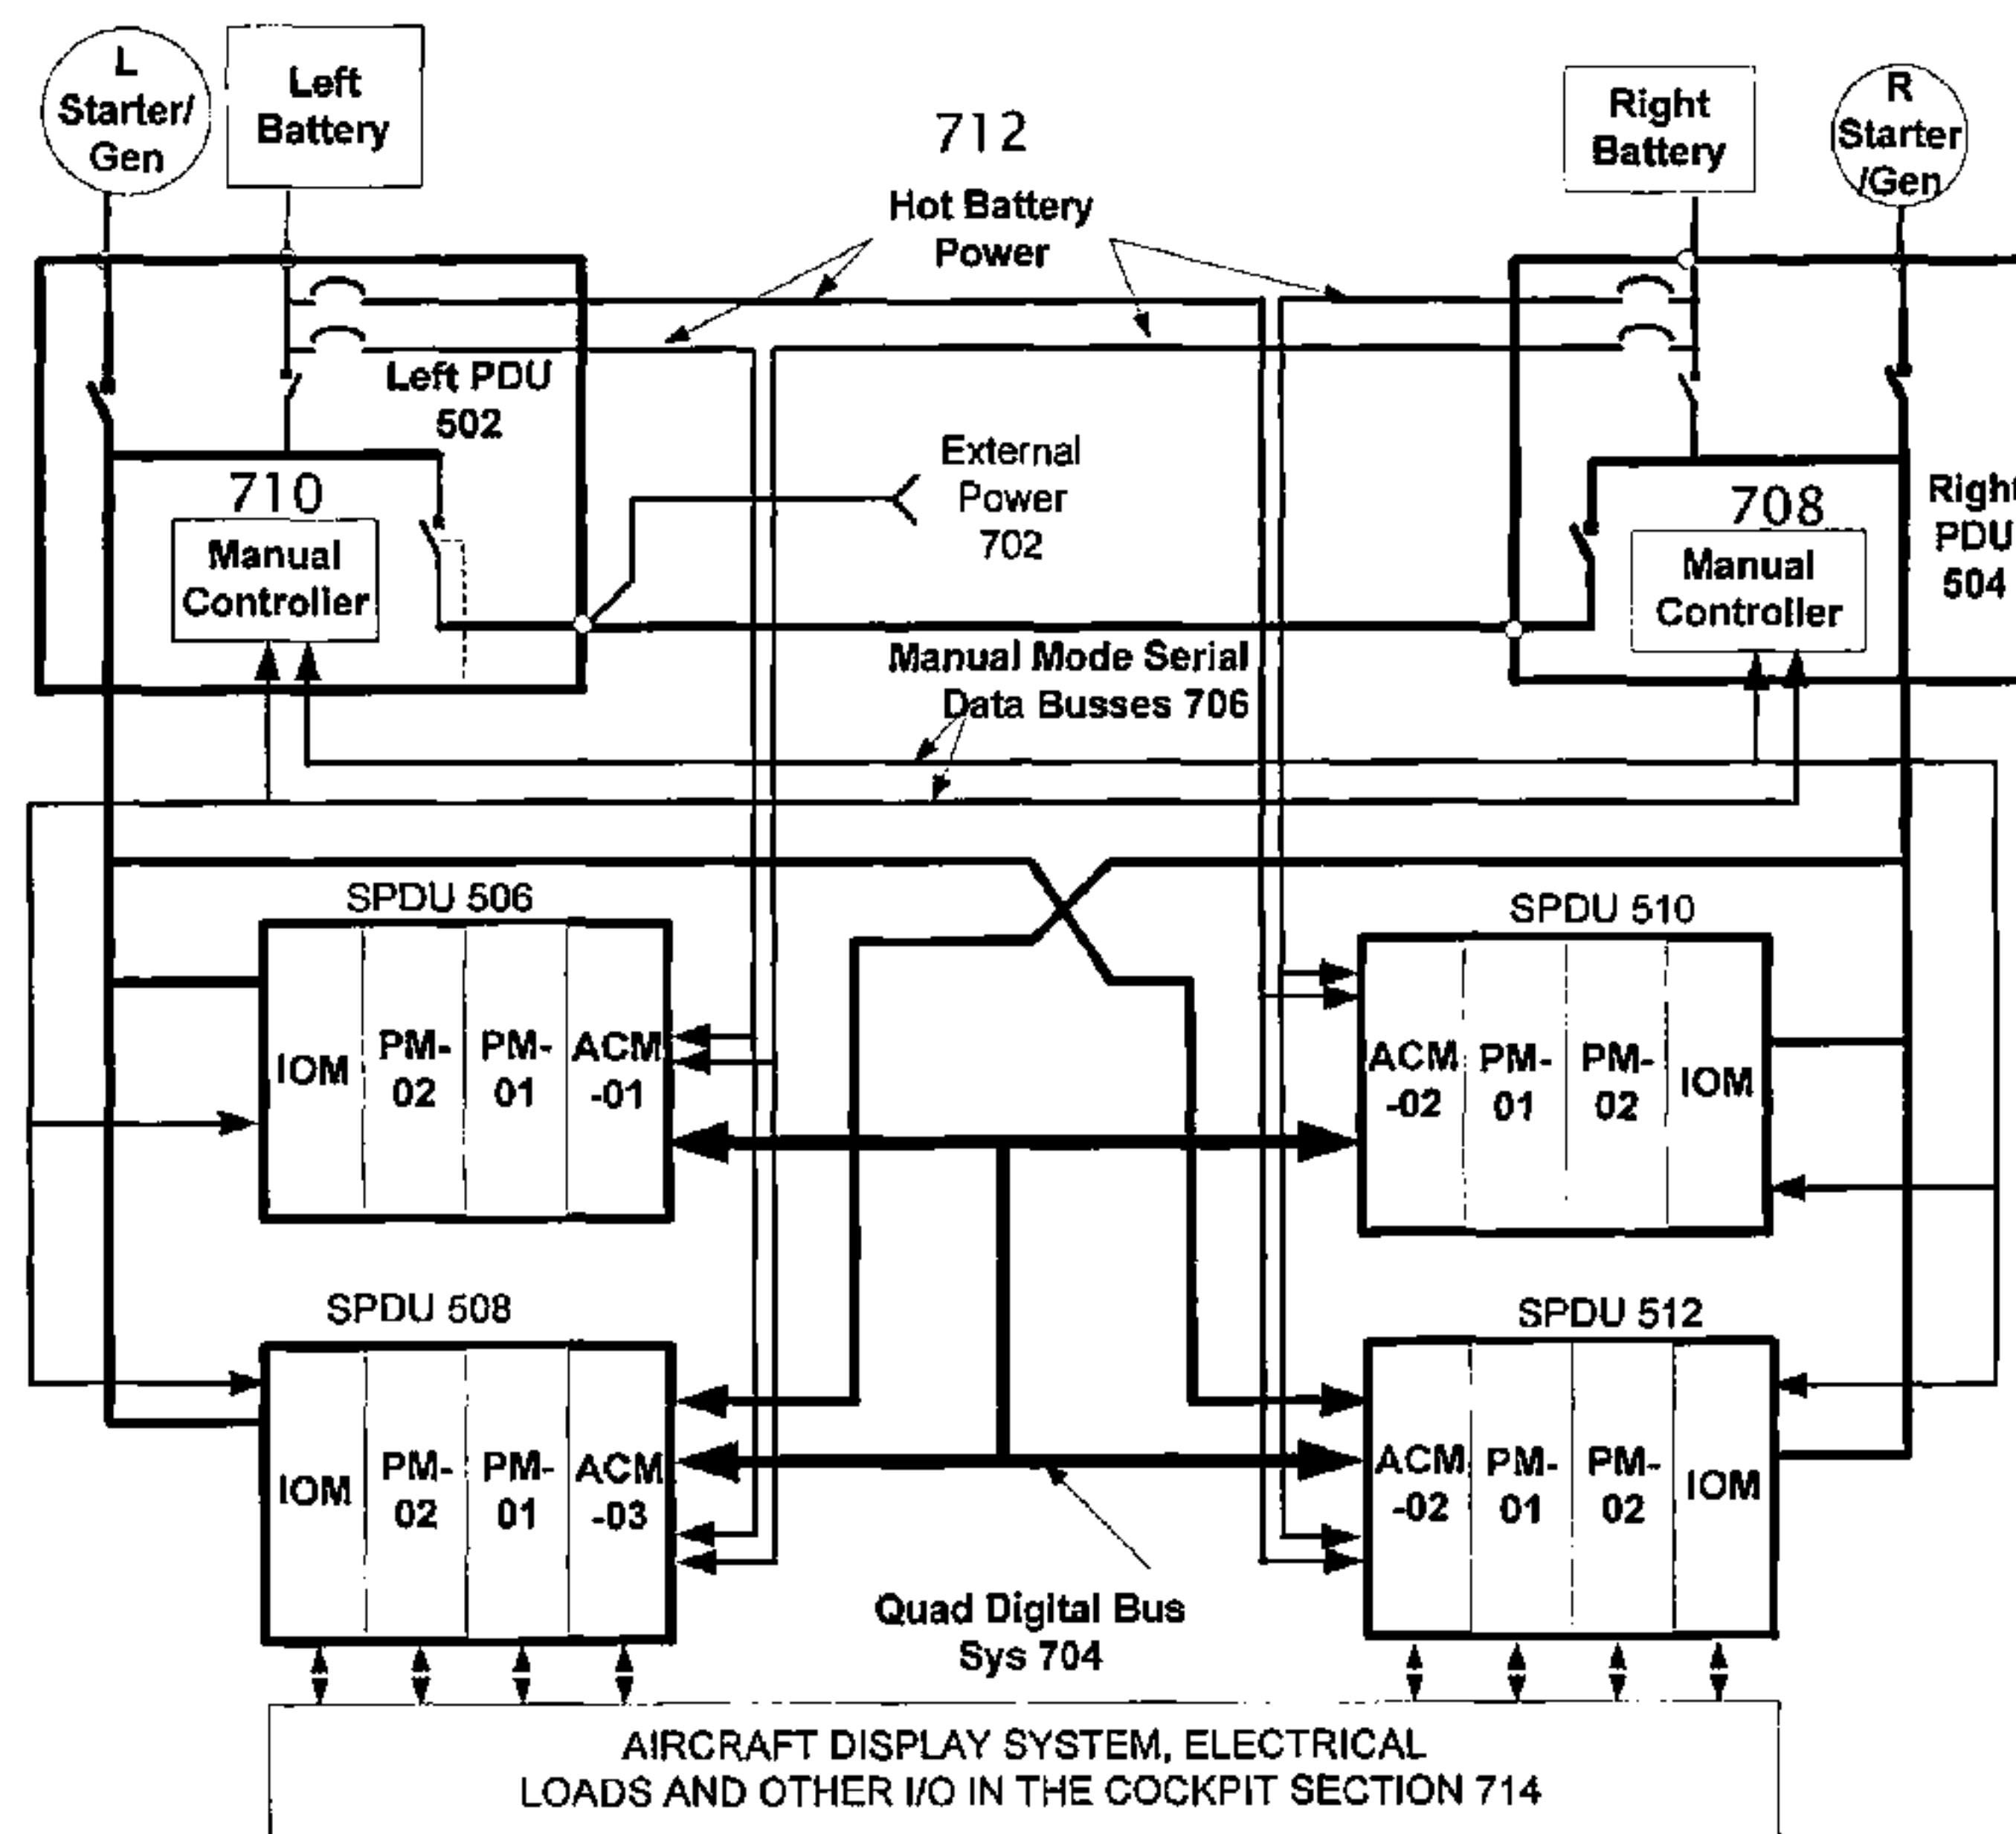 L
Starter/
Gen
Left
Battery
712
Hot Battery
Power
Right
Battery
R
Starter
/Gen
Left PDU
502
External
Power
702
710
Manual
Controller
708
Manual
Controller
Right
PDU
504
Manual Mode Serial
Data Busses 706
SPDU 506
IOM
PM-
02
PM-
01
ACM
-01
SPDU 510
ACM
-02
PM-
01
PM-
02
IOM
SPDU 508
IOM
PM-
02
PM-
01
ACM
-03
SPDU 512
ACM
-02
PM-
01
PM-
02
IOM
Quad Digital Bus
Sys 704
AIRCRAFT DISPLAY SYSTEM, ELECTRICAL
LOADS AND OTHER I/O IN THE COCKPIT SECTION 714